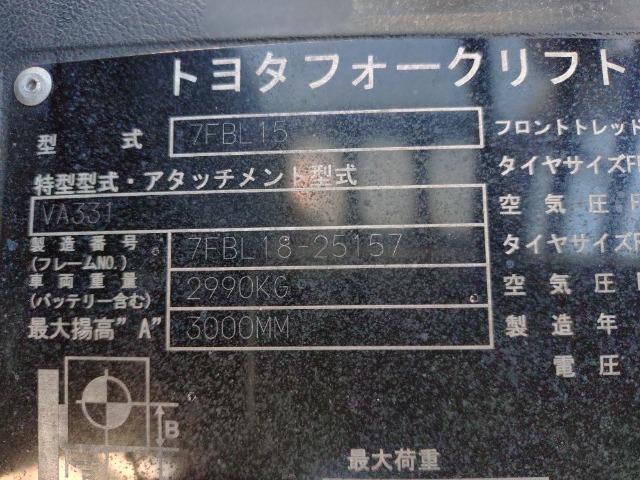 トヨタフォークリフト
型 式 7FBL15 フロントトレッド
特型型式・アタッチメント型式 タイヤサイズF
VA331 空気圧F
製造番号 7FBL18-25157 タイヤサイズ
(フレームNO.)
車両重量 2990KG 空気圧
(バッテリー含む)
最大揚高"A" 3000MM 製造年
電圧
B
最大荷重